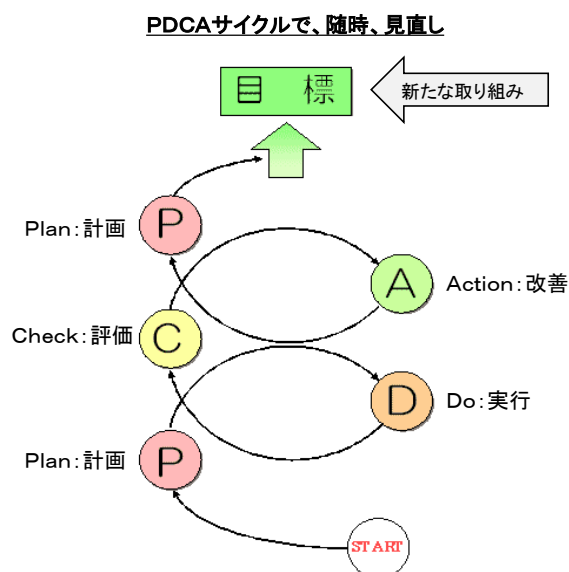 PDCAサイクルで、随時、見直し
目　標
新たな取り組み
P
Plan：計画
A
Action：改善
C
Check：評価
D
Do：実行
P
Plan：計画
START